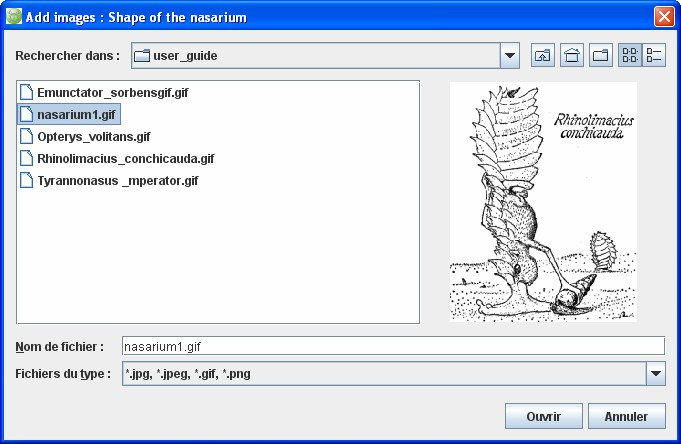 Add images : Shape of the nasarium
Rechercher dans : user_guide
Emunctator_sorbensgif.gif
nasarium1.gif
Opterys_volitans.gif
Rhinolimacius_conchicauda.gif
Tyrannonasus _mperator.gif
Rhinolimacius
conchicauda
Nom de fichier : nasarium1.gif
Fichiers du type : *.jpg, *.jpeg, *.gif, *.png
Ouvrir Annuler